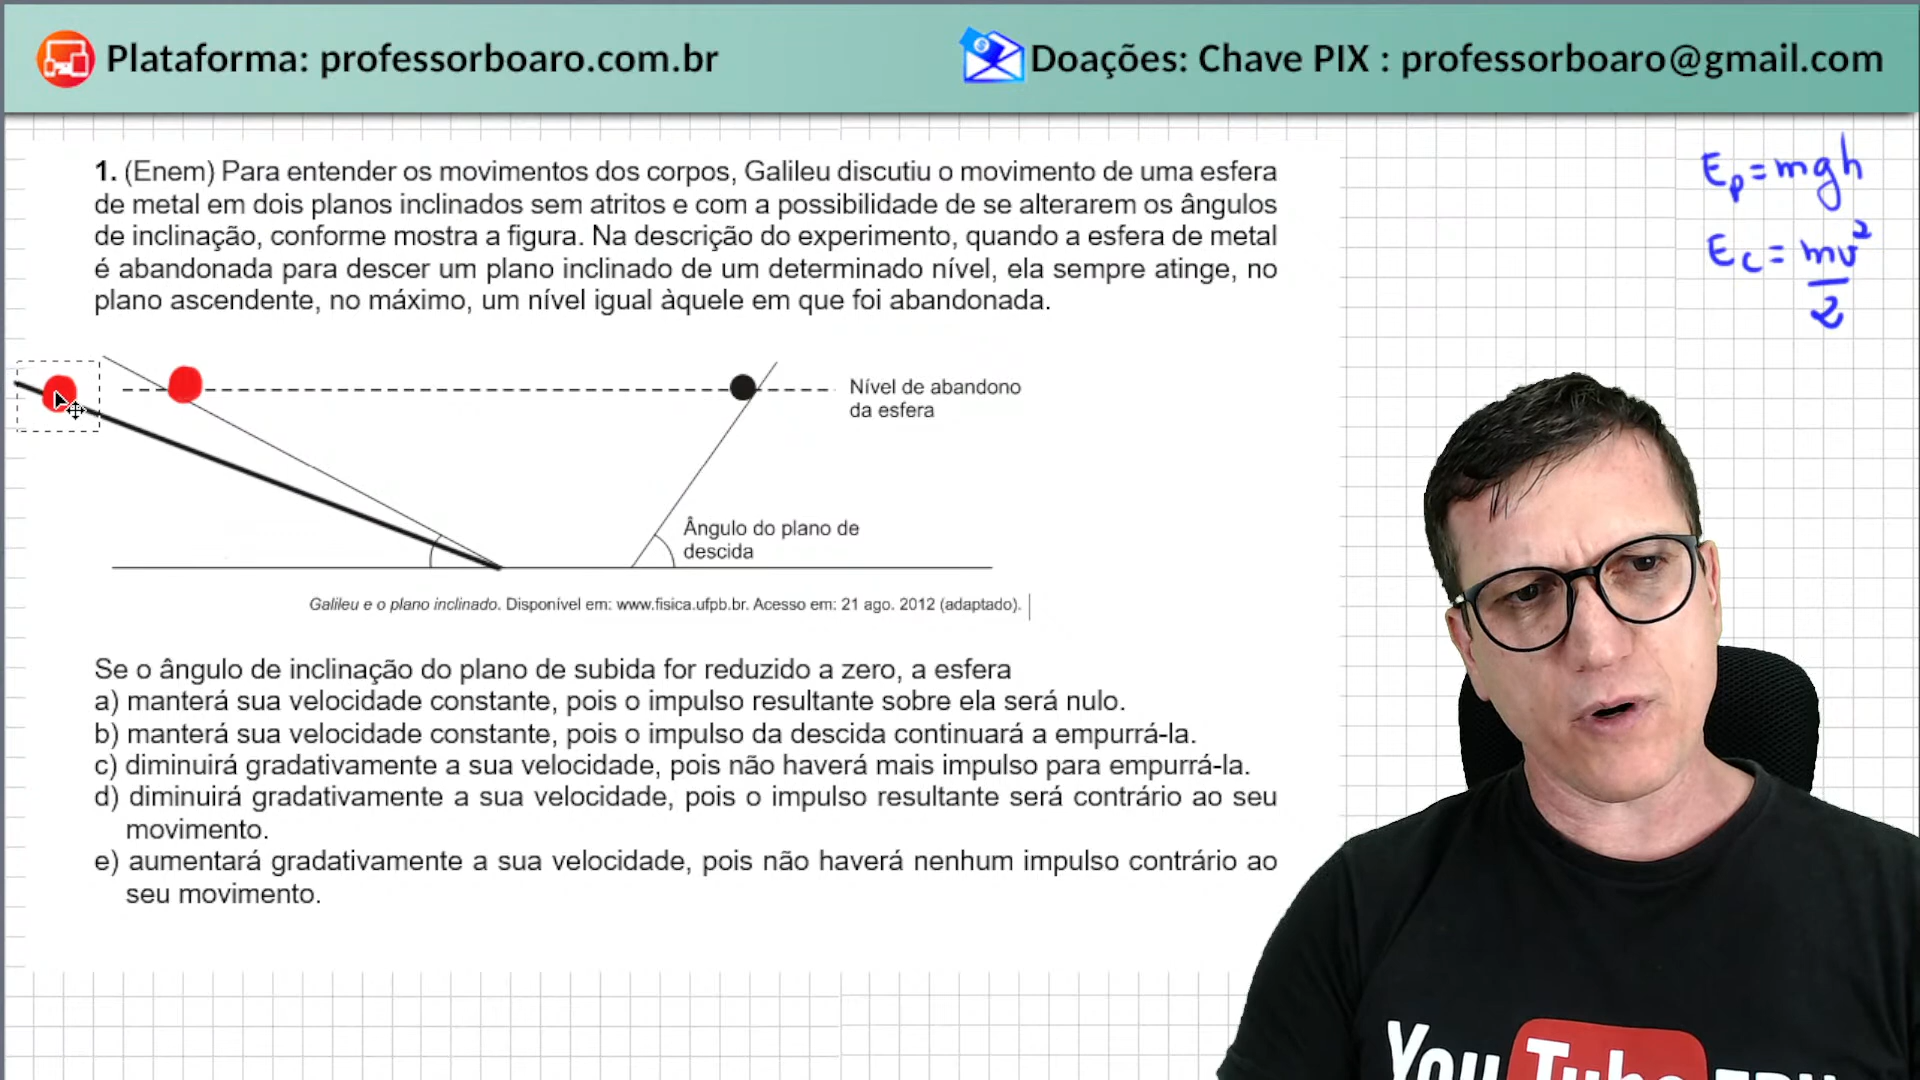 Plataforma: professorboaro.com.br
Doações: Chave PIX : professorboaro@gmail.com
1. (Enem) Para entender os movimentos dos corpos, Galileu discutiu o movimento de uma esfera
de metal em dois planos inclinados sem atritos e com a possibilidade de se alterarem os ângulos
de inclinação, conforme mostra a figura. Na descrição do experimento, quando a esfera de metal
é abandonada para descer um plano inclinado de um determinado nível, ela sempre atinge, no
plano ascendente, no máximo, um nível igual àquele em que foi abandonada.
Ep = mgh
Ec = mv²
2
Nível de abandono
da esfera
Ângulo do plano de
descida
Galileu e o plano inclinado. Disponível em: www.fisica.ufpb.br. Acesso em: 21 ago. 2012 (adaptado).
Se o ângulo de inclinação do plano de subida for reduzido a zero, a esfera
a) manterá sua velocidade constante, pois o impulso resultante sobre ela será nulo.
b) manterá sua velocidade constante, pois o impulso da descida continuará a empurrá-la.
c) diminuirá gradativamente a sua velocidade, pois não haverá mais impulso para empurrá-la.
d) diminuirá gradativamente a sua velocidade, pois o impulso resultante será contrário ao seu
movimento.
e) aumentará gradativamente a sua velocidade, pois não haverá nenhum impulso contrário ao
seu movimento.
You Tube